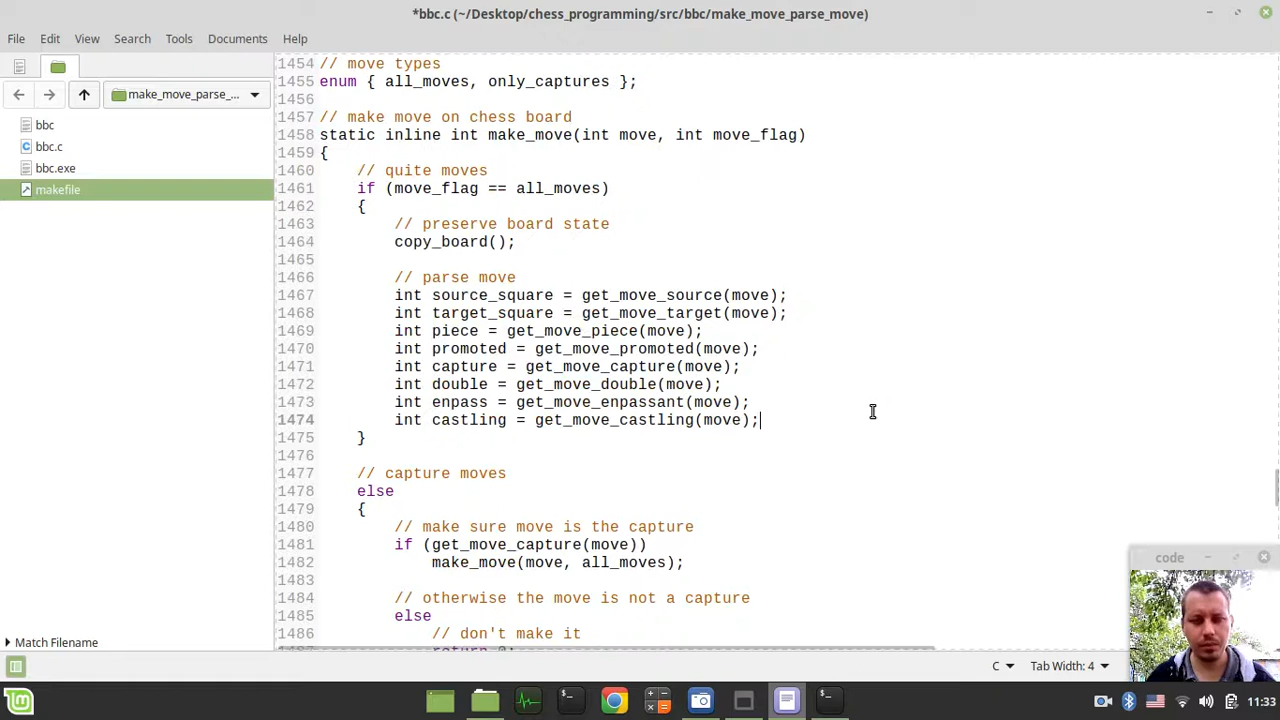 *bbc.c (~/Desktop/chess_programming/src/bbc/make_move_parse_move)
File Edit View Search Tools Documents Help
make_move_parse_...
bbc
bbc.c
bbc.exe
makefile
1454 // move types
1455 enum { all_moves, only_captures };
1456
1457 // make move on chess board
1458 static inline int make_move(int move, int move_flag)
1459 {
1460 // quite moves
1461 if (move_flag == all_moves)
1462 {
1463 // preserve board state
1464 copy_board();
1465
1466 // parse move
1467 int source_square = get_move_source(move);
1468 int target_square = get_move_target(move);
1469 int piece = get_move_piece(move);
1470 int promoted = get_move_promoted(move);
1471 int capture = get_move_capture(move);
1472 int double = get_move_double(move);
1473 int enpass = get_move_enpassant(move);
1474 int castling = get_move_castling(move);
1475 }
1476
1477 // capture moves
1478 else
1479 {
1480 // make sure move is the capture
1481 if (get_move_capture(move))
1482 make_move(move, all_moves);
1483
1484 // otherwise the move is not a capture
1485 else
1486 // don't make it
code
Match Filename
C Tab Width: 4
11:33